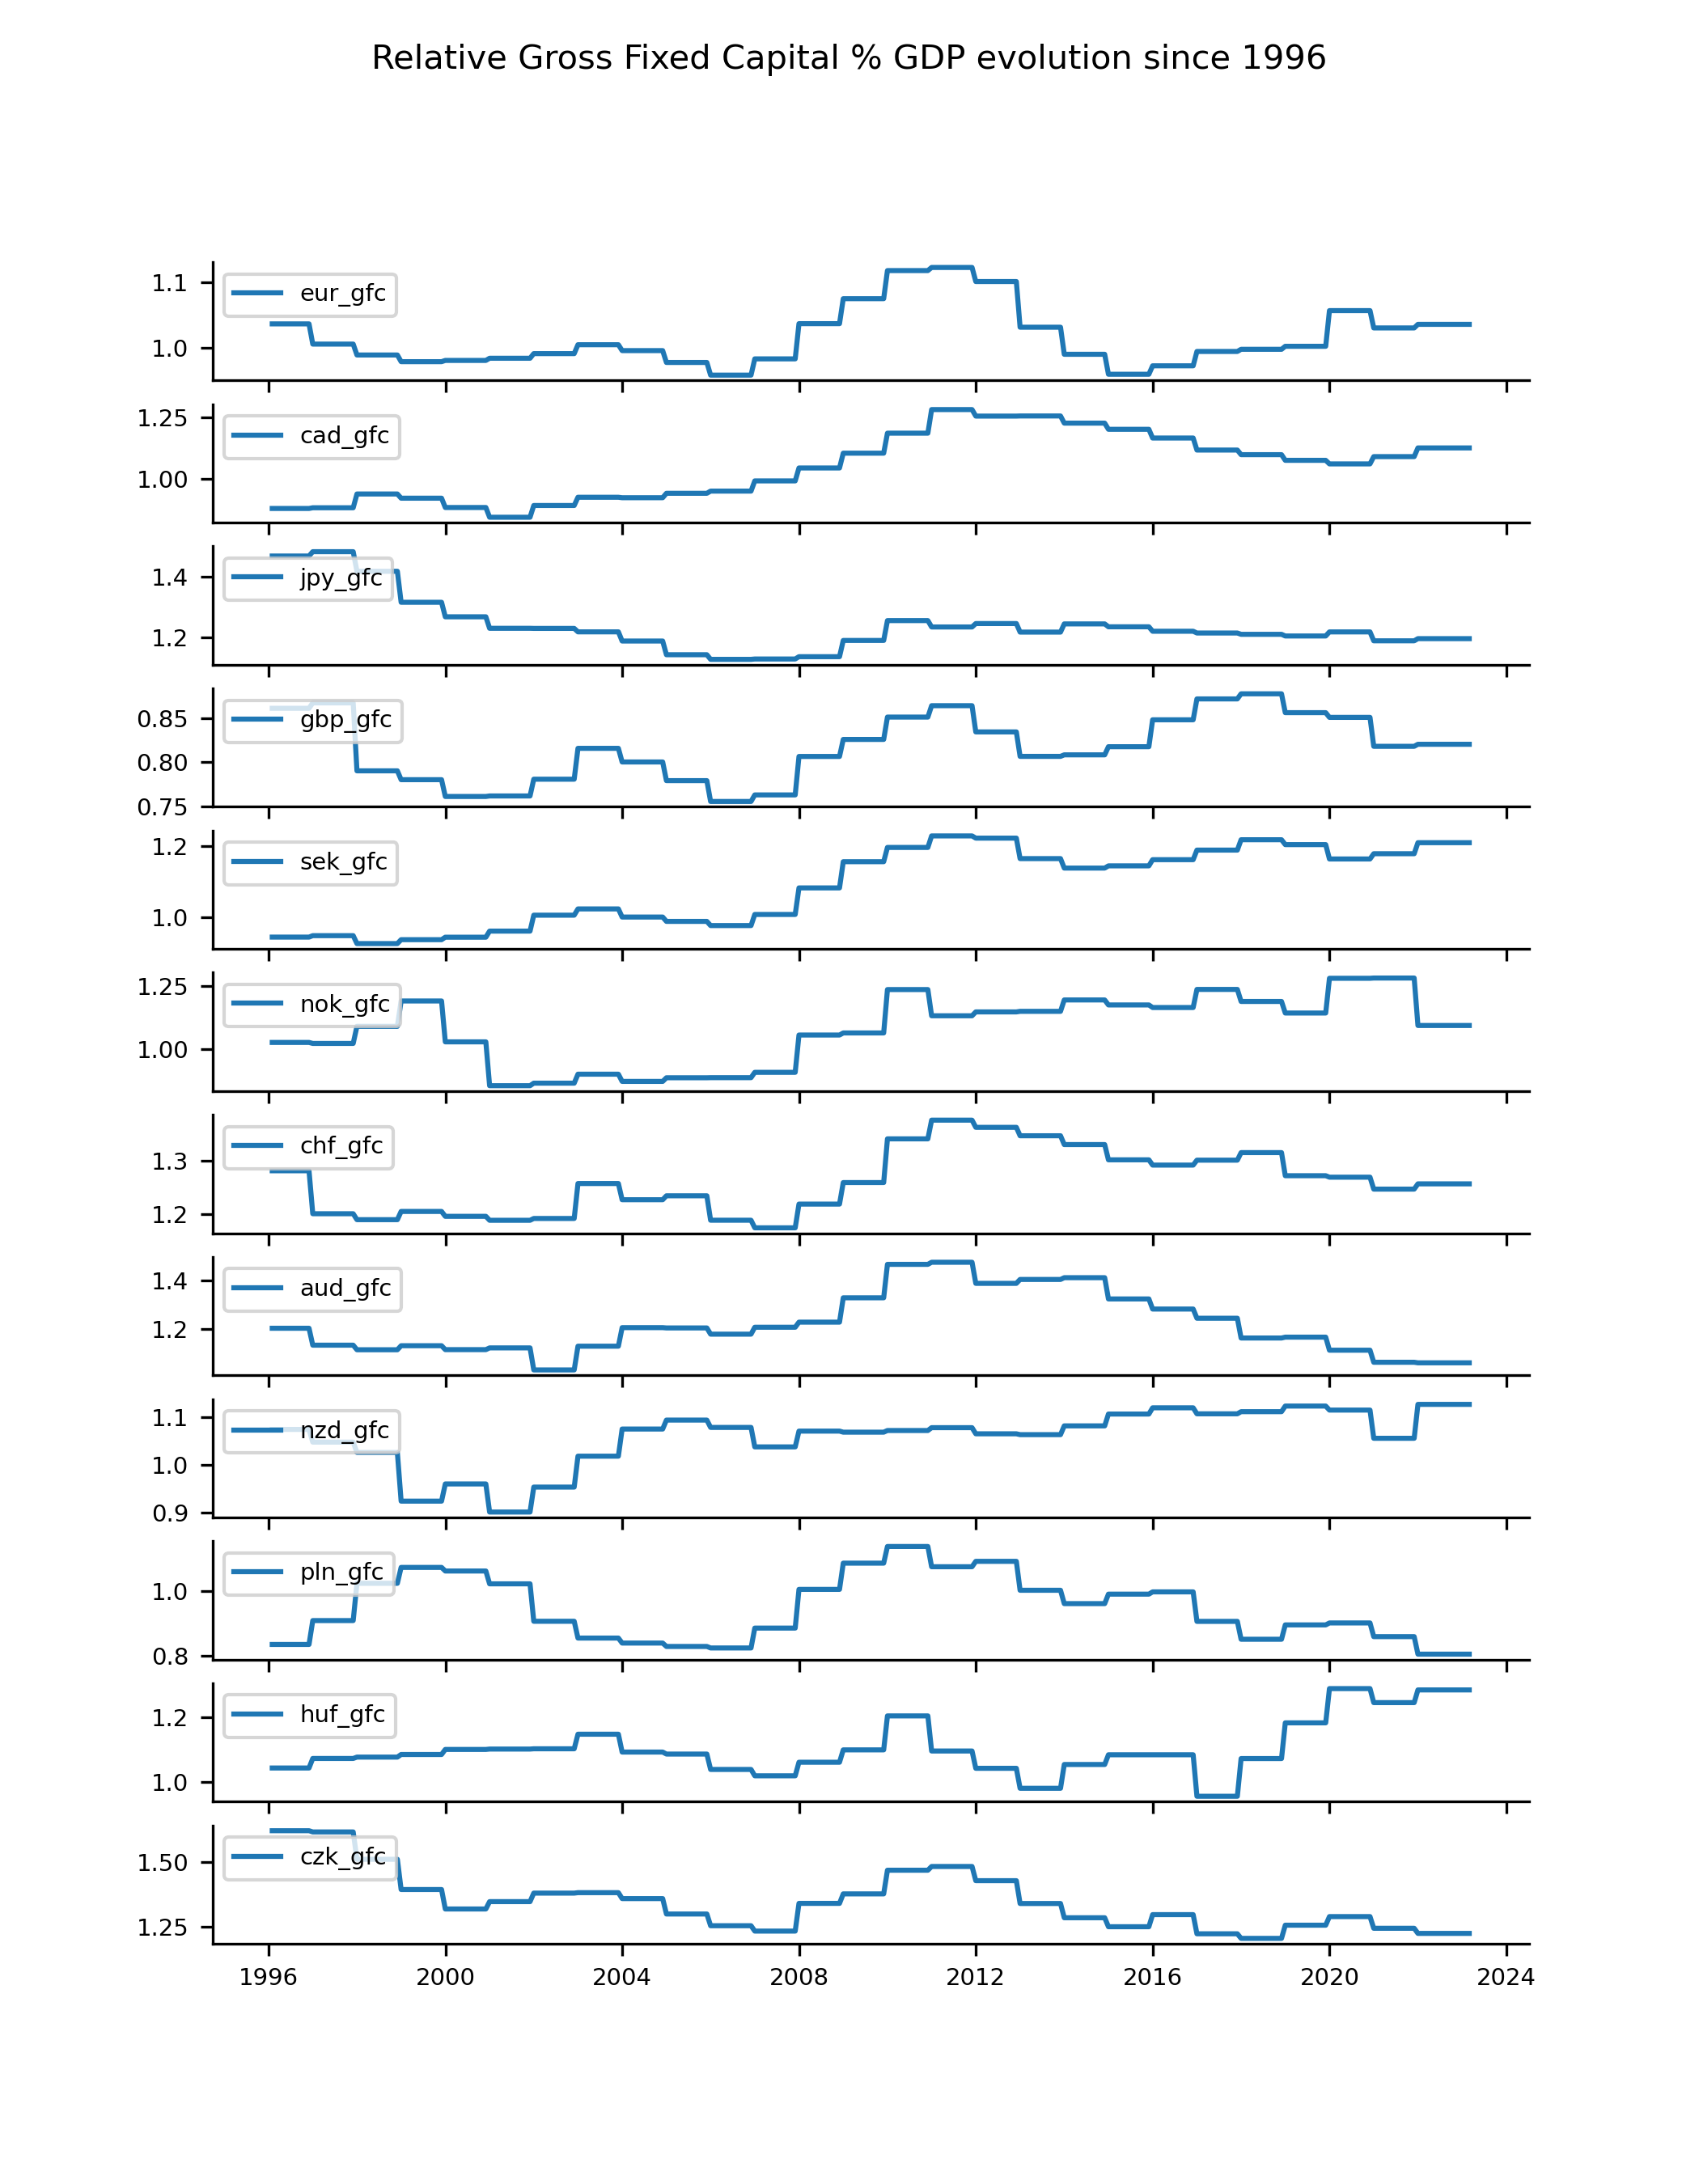 Relative Gross Fixed Capital % GDP evolution since 1996
1.1
1.0
eur_gfc
1.25
1.00
cad_gfc
1.4
1.2
jpy_gfc
0.85
0.80
0.75
gbp_gfc
1.2
1.0
sek_gfc
1.25
1.00
nok_gfc
1.3
1.2
chf_gfc
1.4
1.2
aud_gfc
1.1
1.0
0.9
nzd_gfc
1.0
0.8
pln_gfc
1.2
1.0
huf_gfc
1.50
1.25
czk_gfc
1996 2000 2004 2008 2012 2016 2020 2024